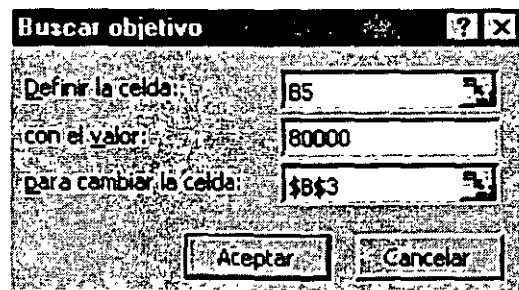 Buscar objetivo
Definir la celda: B5
con el valor: 80000
para cambiar la celda: $B$3
Aceptar Cancelar